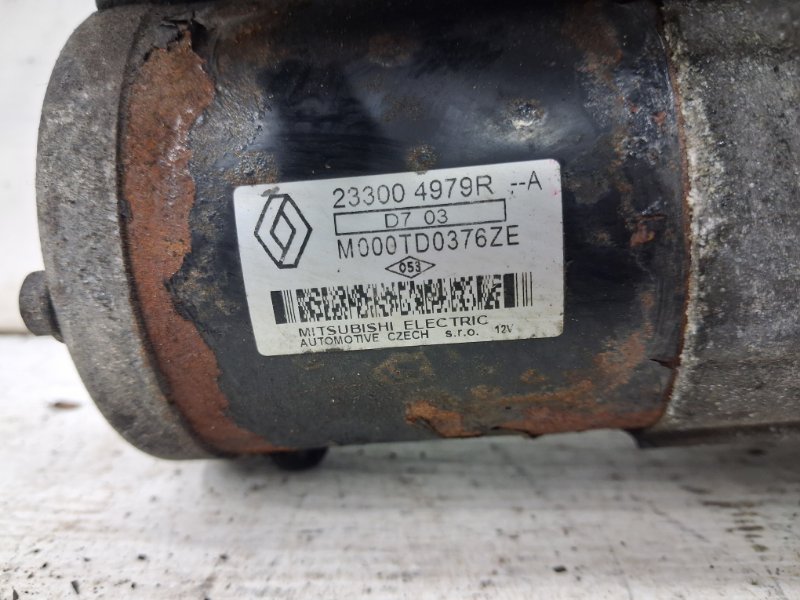 23300 4979R --A
D7 03
M000TD0376ZE
053
MITSUBISHI ELECTRIC
AUTOMOTIVE CZECH s.r.o. 12V